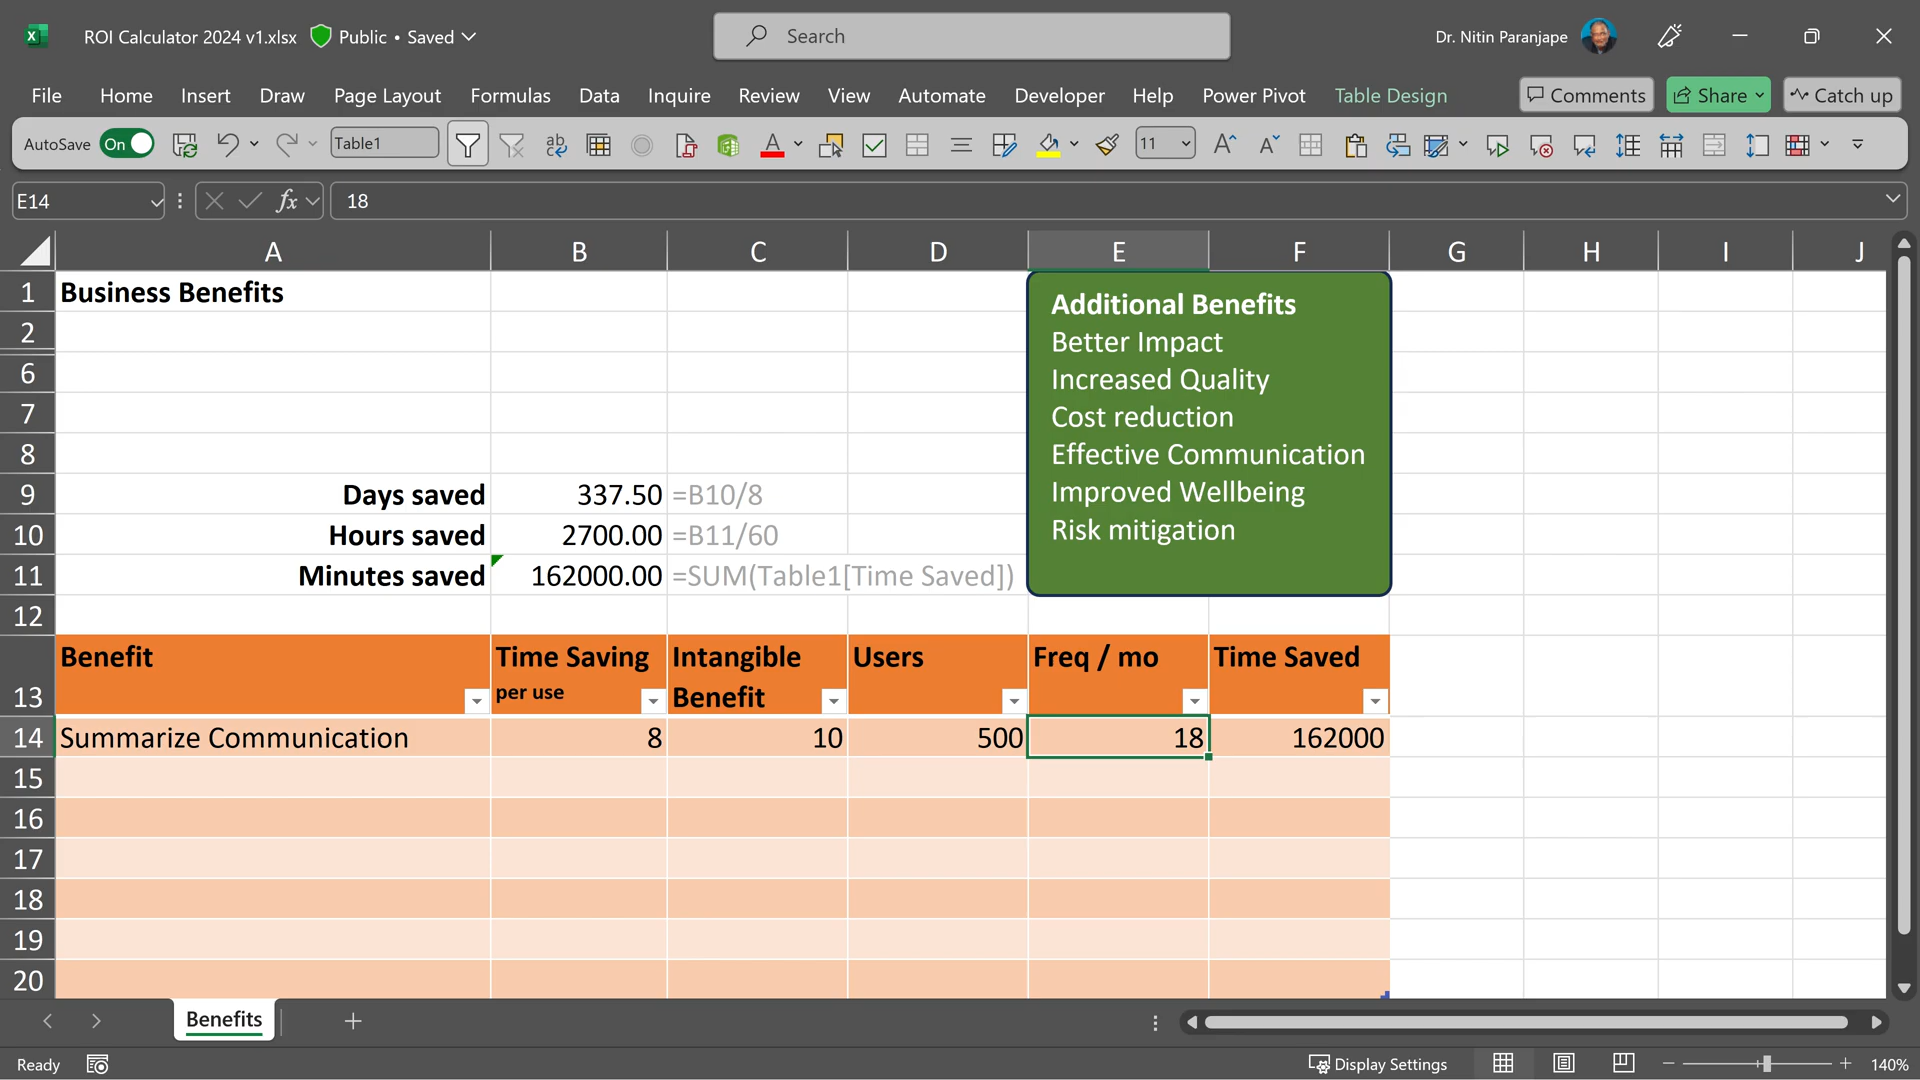 ROI Calculator 2024 v1.xlsx Public • Saved
Search
Dr. Nitin Paranjape
File Home Insert Draw Page Layout Formulas Data Inquire Review View Automate Developer Help Power Pivot Table Design Comments Share Catch up
AutoSave On Table1 11
E14 fx 18
A B C D E F G H I J
1 Business Benefits
2
6
7
8
9 Days saved 337.50 =B10/8
10 Hours saved 2700.00 =B11/60
11 Minutes saved 162000.00 =SUM(Table1[Time Saved])
12
Additional Benefits
Better Impact
Increased Quality
Cost reduction
Effective Communication
Improved Wellbeing
Risk mitigation
Benefit Time Saving Intangible Users Freq / mo Time Saved
13 per use Benefit
14 Summarize Communication 8 10 500 18 162000
15
16
17
18
19
20
Benefits
Ready Display Settings 140%